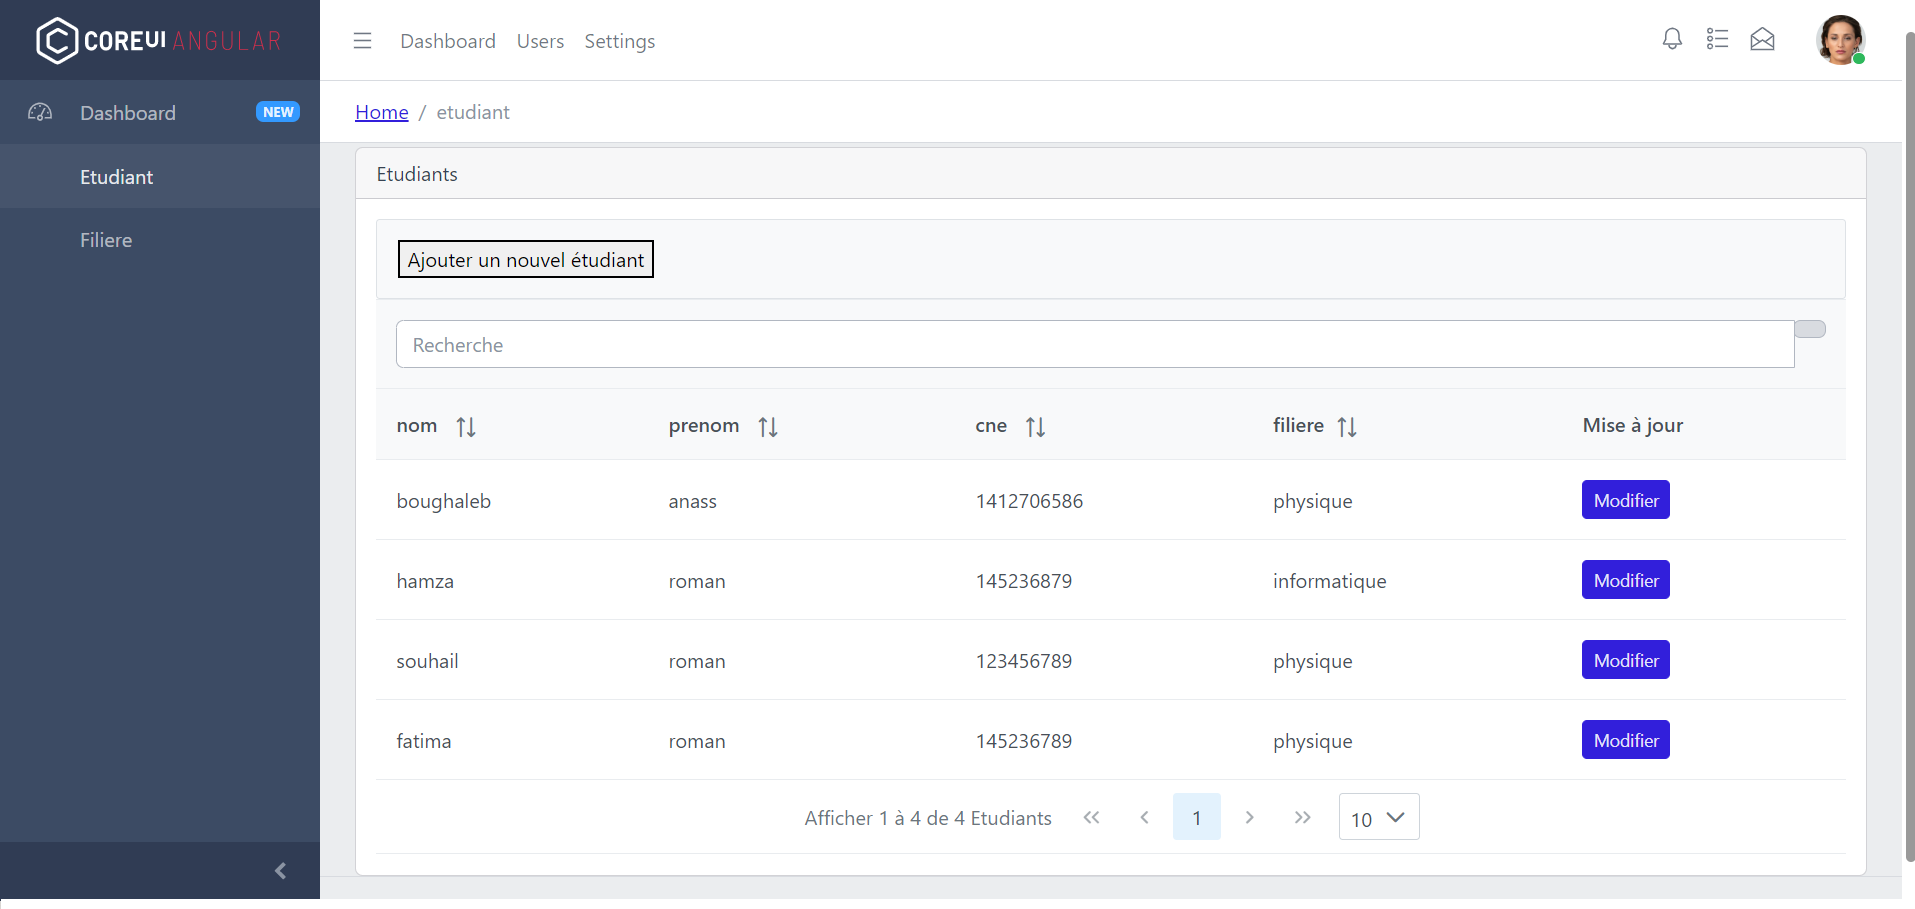 COREUI ANGULAR
Dashboard NEW
Etudiant
Filiere
Dashboard Users Settings
Home / etudiant
Etudiants
Ajouter un nouvel étudiant
Recherche
nom prenom cne filiere Mise à jour
boughaleb anass 1412706586 physique Modifier
hamza roman 145236879 informatique Modifier
souhail roman 123456789 physique Modifier
fatima roman 145236789 physique Modifier
Afficher 1 à 4 de 4 Etudiants 1 10